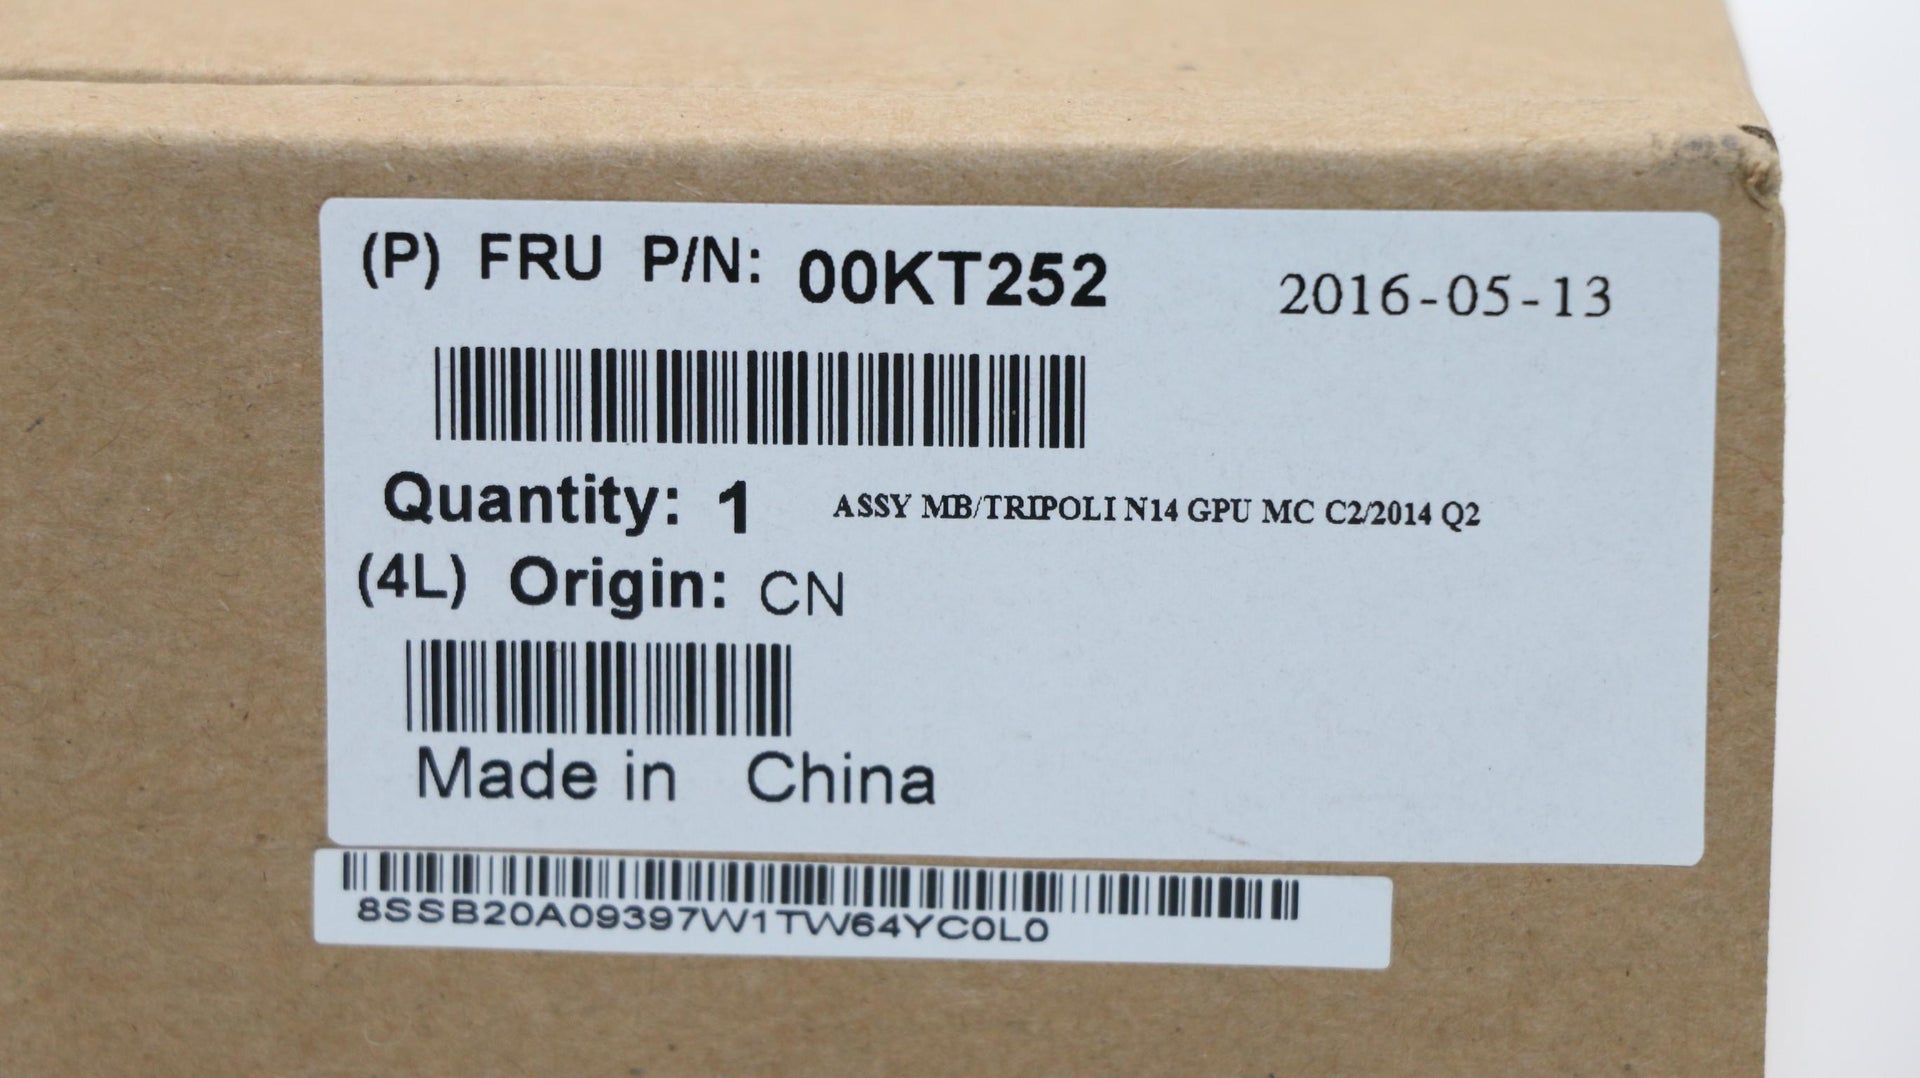 (P) FRU P/N: 00KT252 2016-05-13
Quantity: 1 ASSY MB/TRIPOLI N14 GPU MC C2/2014 Q2
(4L) Origin: CN
Made in China
8SSB20A09397W1TW64YC0L0